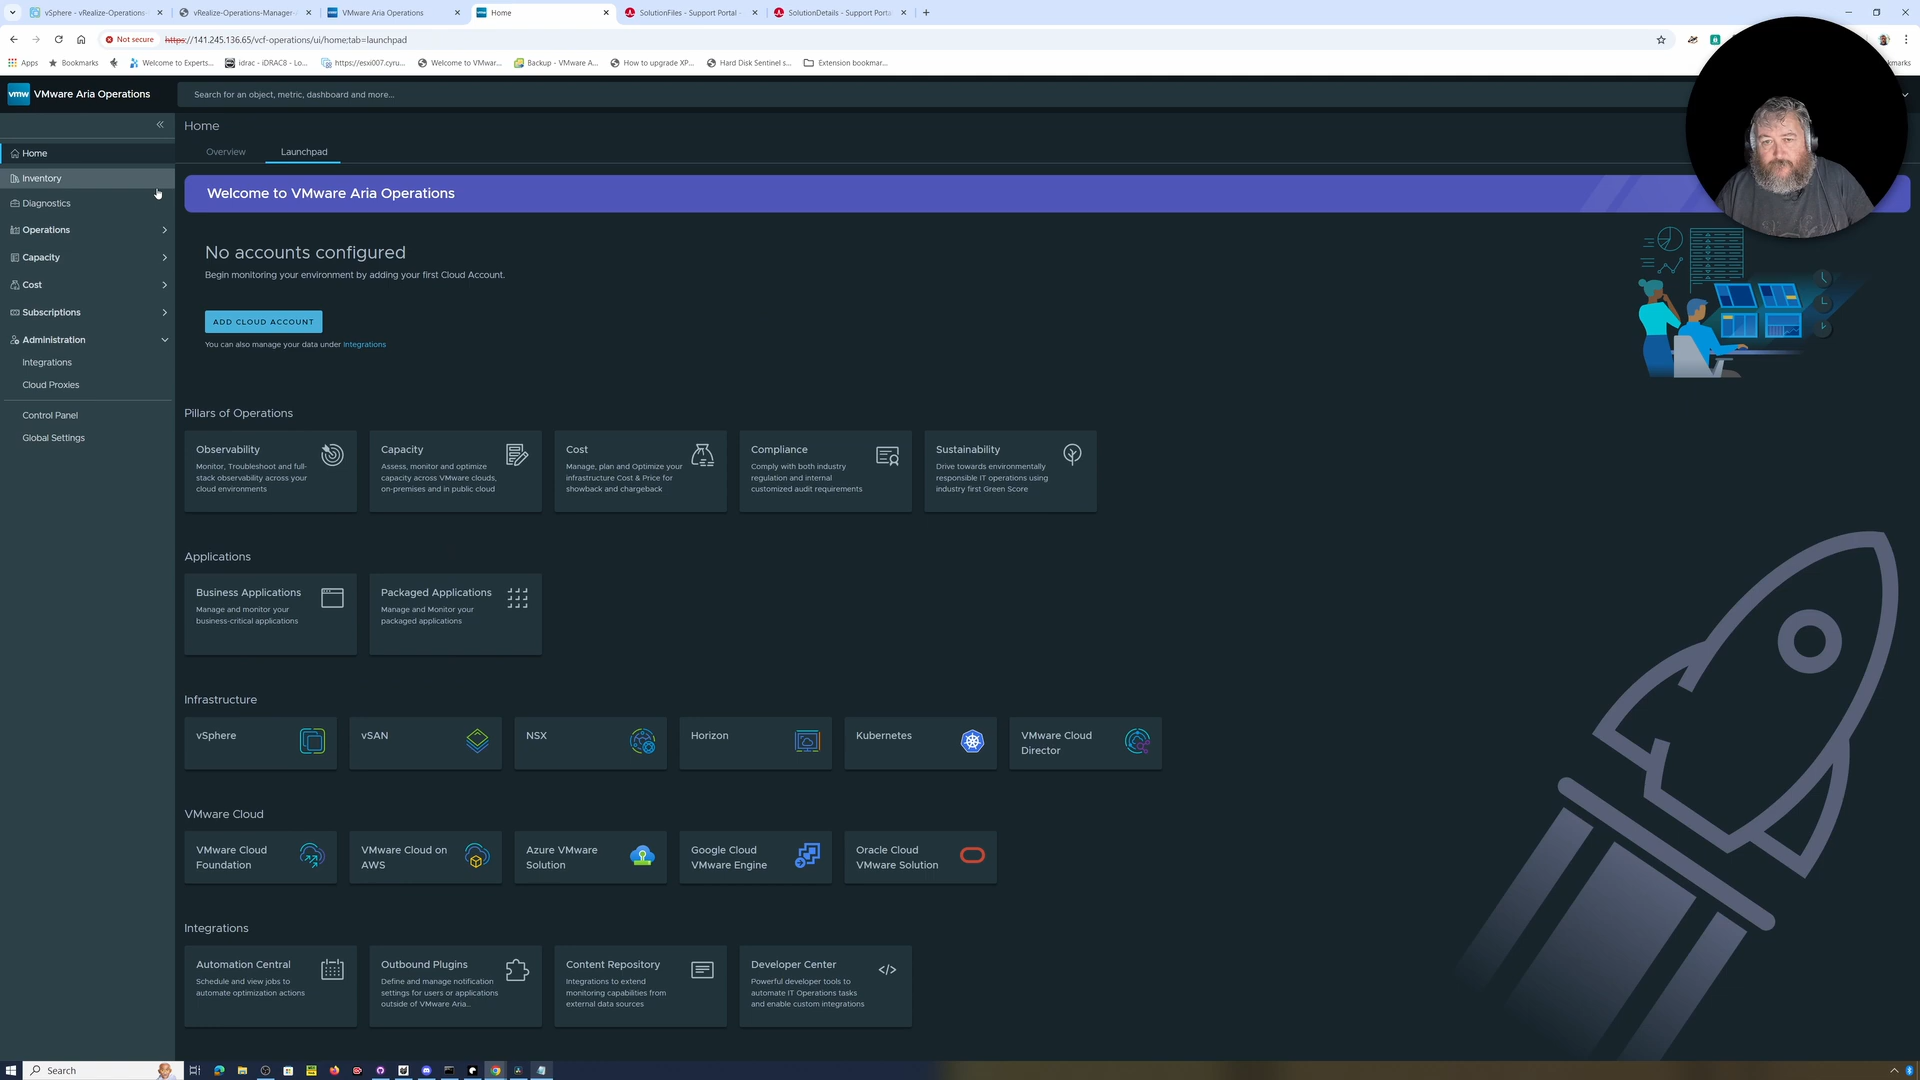 vSphere - vRealize-Operations-
vRealize-Operations-Manager-
VMware Aria Operations
Home
SolutionFiles - Support Portal -
SolutionDetails - Support Porta
Not secure
https://141.245.136.65/vcf-operations/ui/home;tab=launchpad
Apps
Bookmarks
Welcome to Experts...
idrac - iDRAC8 - Lo...
https://esxi007.cyru...
Welcome to VMwar...
Backup - VMware A...
How to upgrade XP...
Hard Disk Sentinel s...
Extension bookmar...
vmw
VMware Aria Operations
Search for an object, metric, dashboard and more...
Home
Inventory
Diagnostics
Operations
Capacity
Cost
Subscriptions
Administration
Integrations
Cloud Proxies
Control Panel
Global Settings
Home
Overview
Launchpad
Welcome to VMware Aria Operations
No accounts configured
Begin monitoring your environment by adding your first Cloud Account.
ADD CLOUD ACCOUNT
You can also manage your data under Integrations
Pillars of Operations
Observability
Monitor, Troubleshoot and full-
stack observability across your
cloud environments
Capacity
Assess, monitor and optimize
capacity across VMware clouds,
on-premises and in public cloud
Cost
Manage, plan and Optimize your
infrastructure Cost & Price for
showback and chargeback
Compliance
Comply with both industry
regulation and internal
customized audit requirements
Sustainability
Drive towards environmentally
responsible IT operations using
industry first Green Score
Applications
Business Applications
Manage and monitor your
business-critical applications
Packaged Applications
Manage and Monitor your
packaged applications
Infrastructure
vSphere
vSAN
NSX
Horizon
Kubernetes
VMware Cloud
Director
VMware Cloud
VMware Cloud
Foundation
VMware Cloud on
AWS
Azure VMware
Solution
Google Cloud
VMware Engine
Oracle Cloud
VMware Solution
Integrations
Automation Central
Schedule and view jobs to
automate optimization actions
Outbound Plugins
Define and manage notification
settings for users or applications
outside of VMware Aria...
Content Repository
Integrations to extend
monitoring capabilities from
external data sources
Developer Center
Powerful developer tools to
automate IT Operations tasks
and enable custom integrations
Search